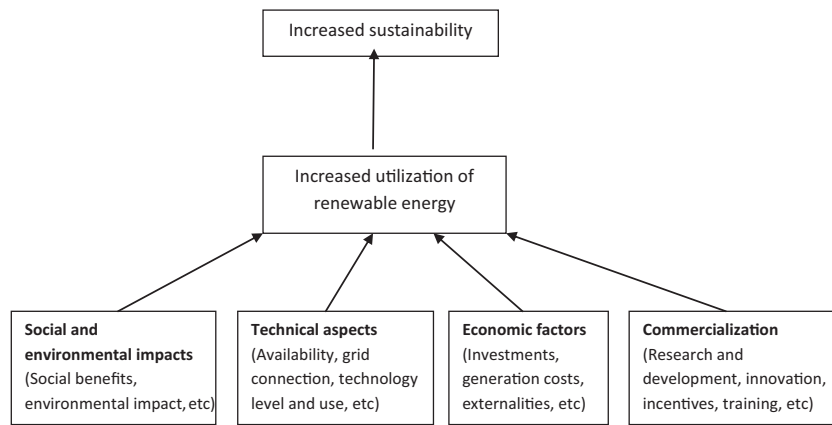 Increased sustainability
Increased utilization of
renewable energy
Social and
environmental impacts
(Social benefits,
environmental impact, etc)
Technical aspects
(Availability, grid
connection, technology
level and use, etc)
Economic factors
(Investments,
generation costs,
externalities, etc)
Commercialization
(Research and
development, innovation,
incentives, training, etc)